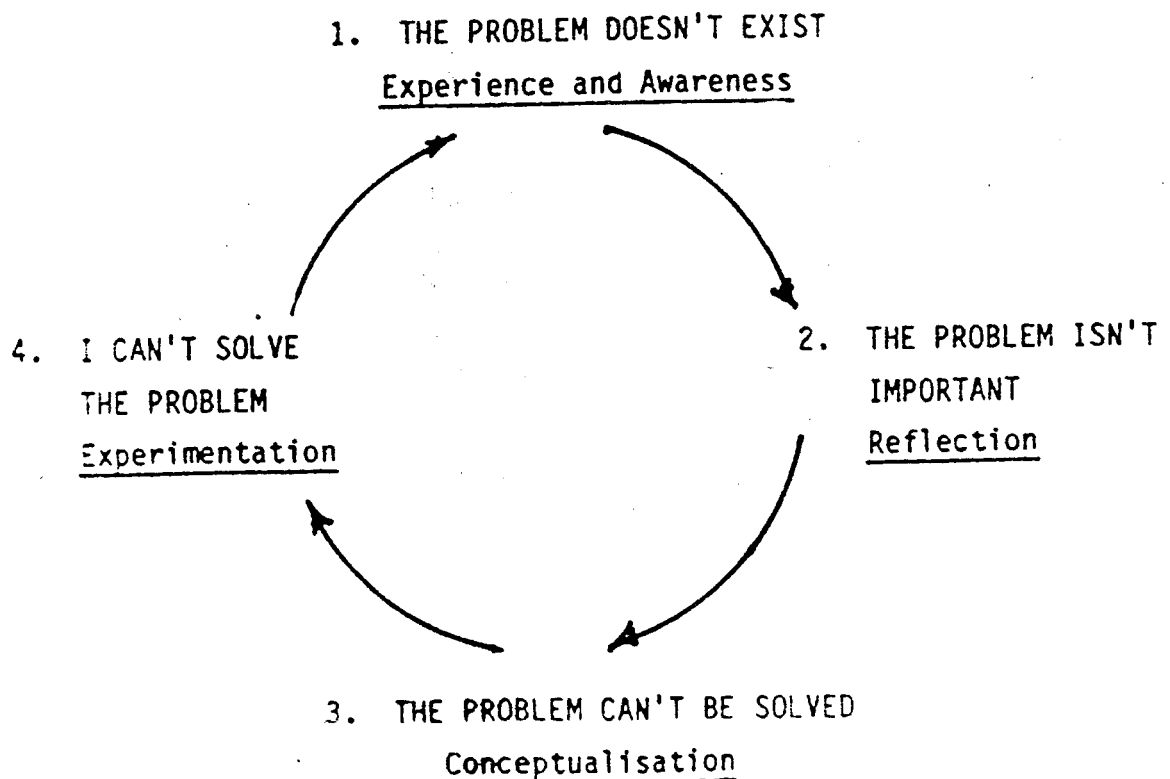 1. THE PROBLEM DOESN'T EXIST
Experience and Awareness
2. THE PROBLEM ISN'T
IMPORTANT
Reflection
3. THE PROBLEM CAN'T BE SOLVED
Conceptualisation
4. I CAN'T SOLVE
THE PROBLEM
Experimentation